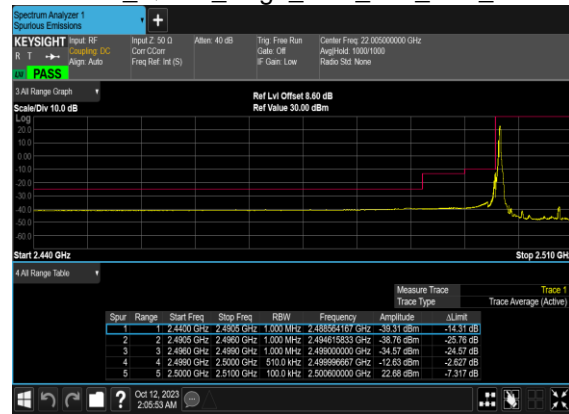 Spectrum Analyzer 1
Spurious Emissions
KEYSIGHT Input: RF Input Z: 50 Ω Atten: 40 dB Trig: Free Run Center Freq: 22.005000000 GHz
R T Coupling: DC Corr CCorr Gate: Off Avg|Hold: 1000/1000
Align: Auto Freq Ref: Int (S) IF Gain: Low Radio Std: None
PASS
3 All Range Graph
Ref Lvl Offset 8.60 dB
Scale/Div 10.0 dB Ref Value 30.00 dBm
Log
20.0
10.0
0.00
-10.0
-20.0
-30.0
-40.0
-50.0
-60.0
Start 2.440 GHz Stop 2.510 GHz
4 All Range Table
Measure Trace Trace 1
Trace Type Trace Average (Active)
Spur Range Start Freq Stop Freq RBW Frequency Amplitude ΔLimit
1 1 2.4400 GHz 2.4905 GHz 1.000 MHz 2.488564167 GHz -39.31 dBm -14.31 dB
2 2 2.4905 GHz 2.4960 GHz 1.000 MHz 2.494615833 GHz -38.76 dBm -25.76 dB
3 3 2.4960 GHz 2.4990 GHz 1.000 MHz 2.499000000 GHz -34.57 dBm -24.57 dB
4 4 2.4990 GHz 2.5000 GHz 510.0 kHz 2.499996667 GHz -12.63 dBm -2.627 dB
5 5 2.5000 GHz 2.5100 GHz 100.0 kHz 2.500600000 GHz 22.68 dBm -7.317 dB
Oct 12, 2023
2:05:53 AM